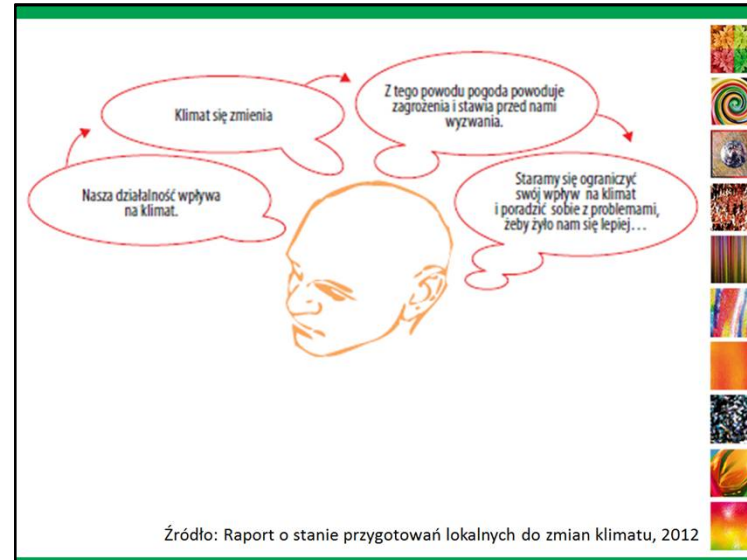 Nasza działalność wpływa
na klimat.
Klimat się zmienia
Z tego powodu pogoda powoduje
zagrożenia i stawia przed nami
wyzwania.
Staramy się ograniczyć
swój wpływ na klimat
i poradzić sobie z problemami,
żeby żyło nam się lepiej...
Źródło: Raport o stanie przygotowań lokalnych do zmian klimatu, 2012